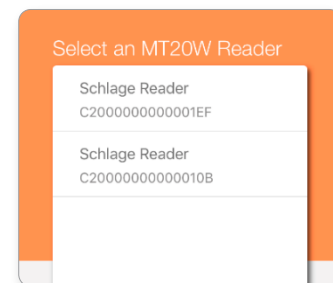 Select an MT20W Reader
Schlage Reader
C2000000000001EF
Schlage Reader
C20000000000010B